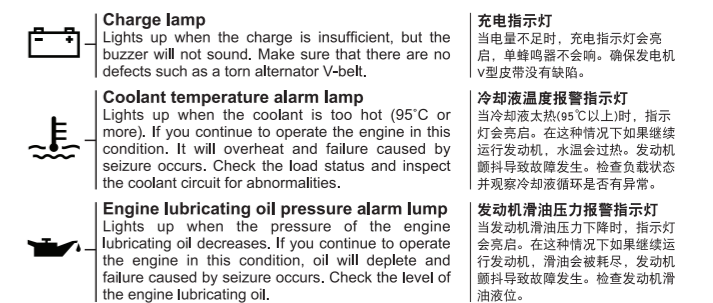 Charge lamp
Lights up when the charge is insufficient, but the
buzzer will not sound. Make sure that there are no
defects such as a torn alternator V-belt.
充电指示灯
当电量不足时，充电指示灯会亮
启，单蜂鸣器不会响。确保发电机
V型皮带没有缺陷。
Coolant temperature alarm lamp
Lights up when the coolant is too hot (95°C or
more). If you continue to operate the engine in this
condition. It will overheat and failure caused by
seizure occurs. Check the load status and inspect
the coolant circuit for abnormalities.
冷却液温度报警指示灯
当冷却液太热(95℃以上)时，指示
灯会亮启。在这种情况下如果继续
运行发动机，水温会过热。发动机
颤抖导致故障发生。检查负载状态
并观察冷却液循环是否有异常。
Engine lubricating oil pressure alarm lump
Lights up when the pressure of the engine
lubricating oil decreases. If you continue to operate
the engine in this condition, oil will deplete and
failure caused by seizure occurs. Check the level of
the engine lubricating oil.
发动机滑油压力报警指示灯
当发动机滑油压力下降时，指示灯
会亮启。在这种情况下如果继续运
行发动机，滑油会被耗尽，发动机
颤抖导致故障发生。检查发动机滑
油液位。